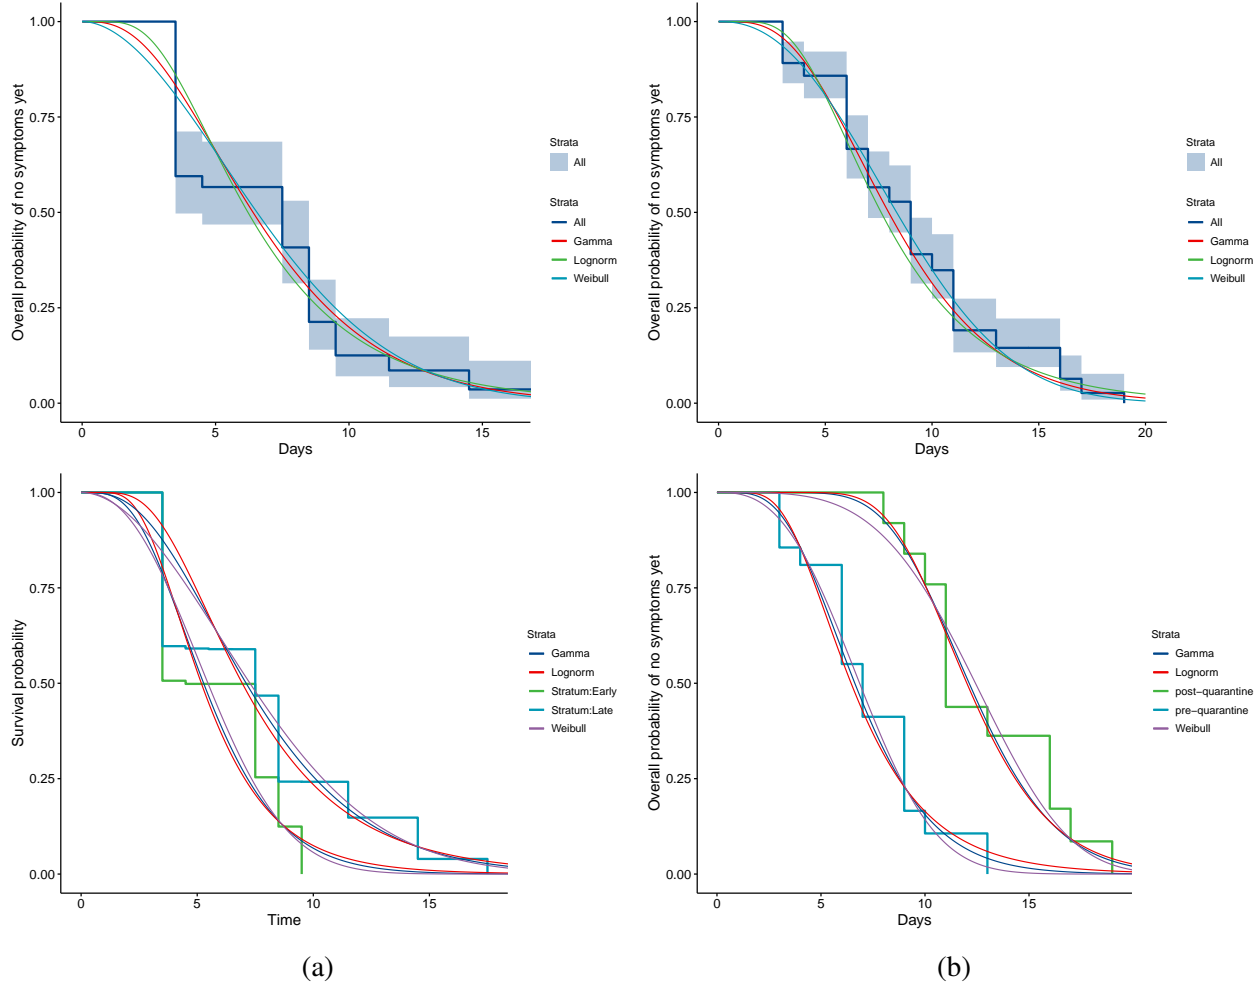 1.00
0.75
0.50
0.25
0.00
Overall probability of no symptoms yet
0
5
10
15
Days
Strata
All
Strata
All
Gamma
Lognorm
Weibull
1.00
0.75
0.50
0.25
0.00
Overall probability of no symptoms yet
0
5
10
15
20
Days
Strata
All
Strata
All
Gamma
Lognorm
Weibull
1.00
0.75
0.50
0.25
0.00
Survival probability
0
5
10
15
Time
Strata
Gamma
Lognorm
Stratum:Early
Stratum:Late
Weibull
1.00
0.75
0.50
0.25
0.00
Overall probability of no symptoms yet
0
5
10
15
Days
Strata
Gamma
Lognorm
post−quarantine
pre−quarantine
Weibull
(a)
(b)